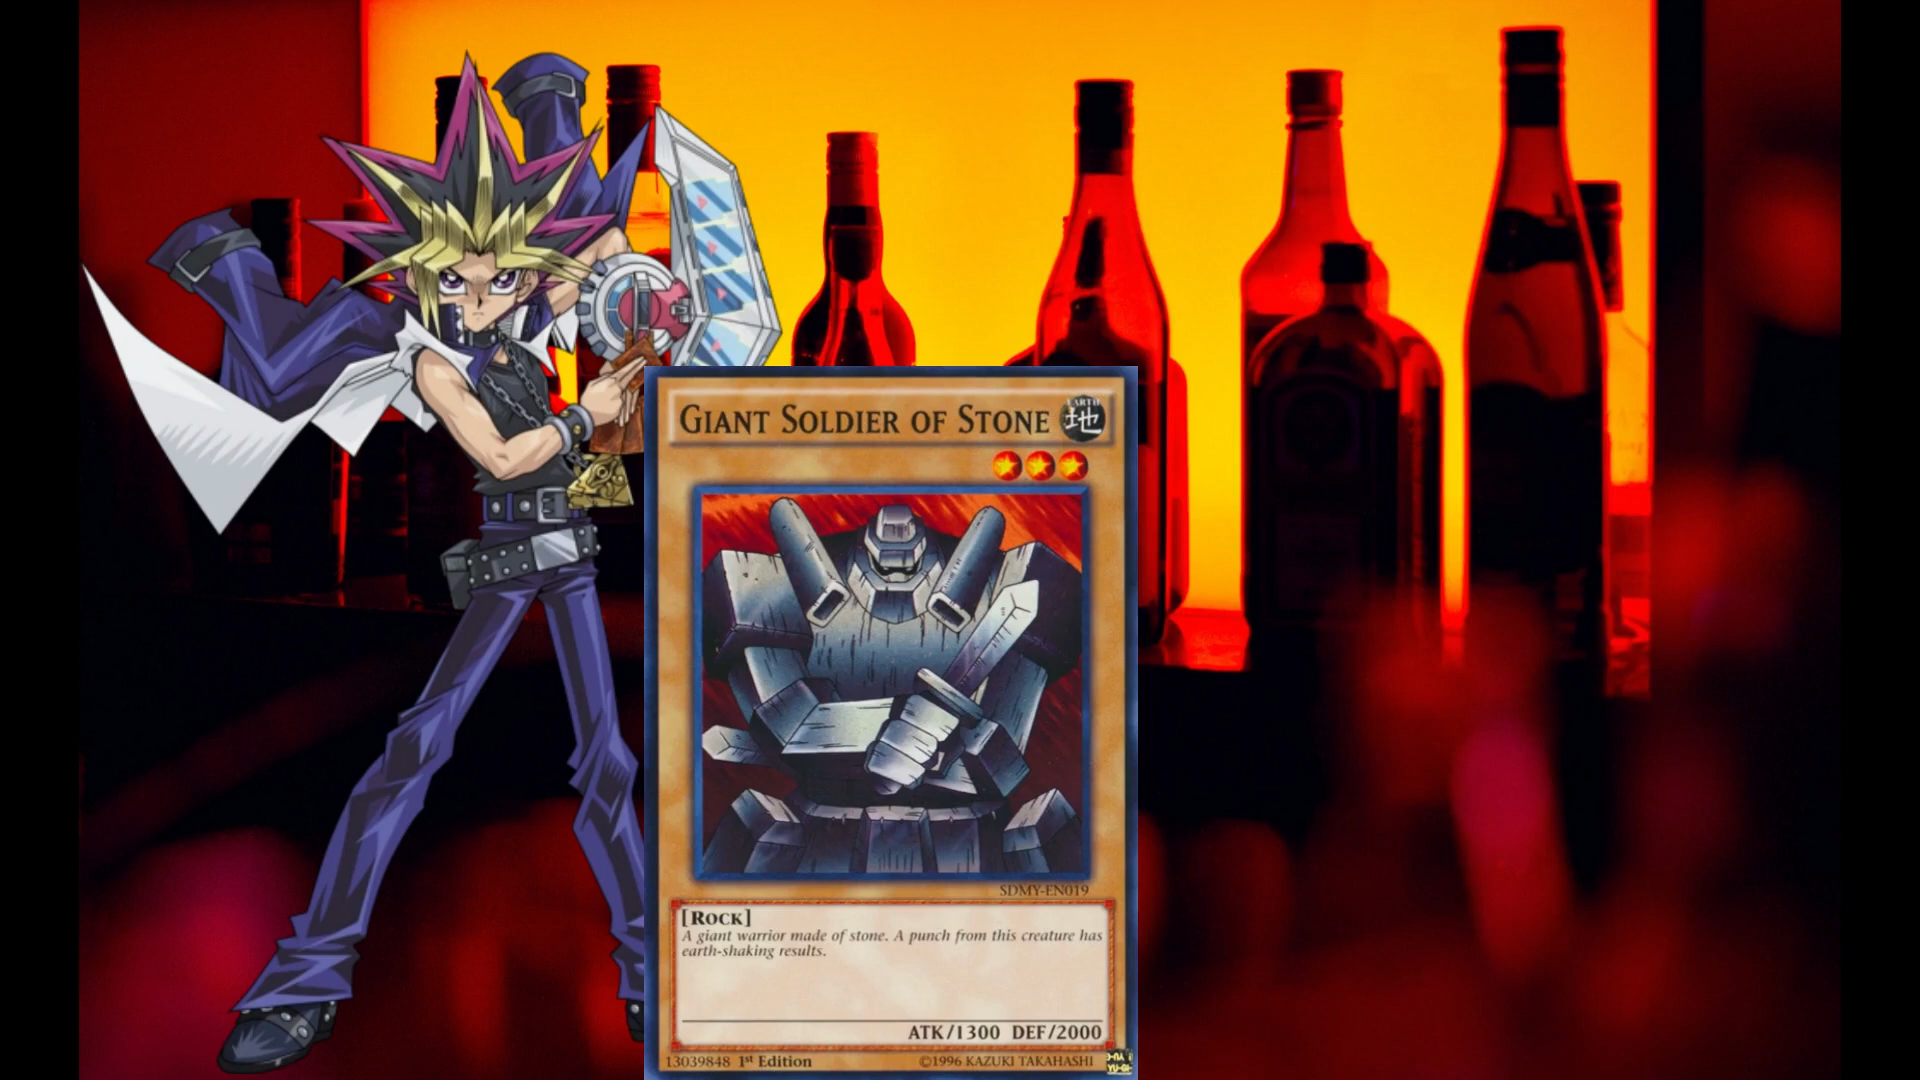 GIANT SOLDIER OF STONE
EARTH
地
SDMY-EN019
[ROCK]
A giant warrior made of stone. A punch from this creature has
earth-shaking results.
ATK/1300 DEF/2000
13039848 1st Edition
©1996 KAZUKI TAKAHASHI